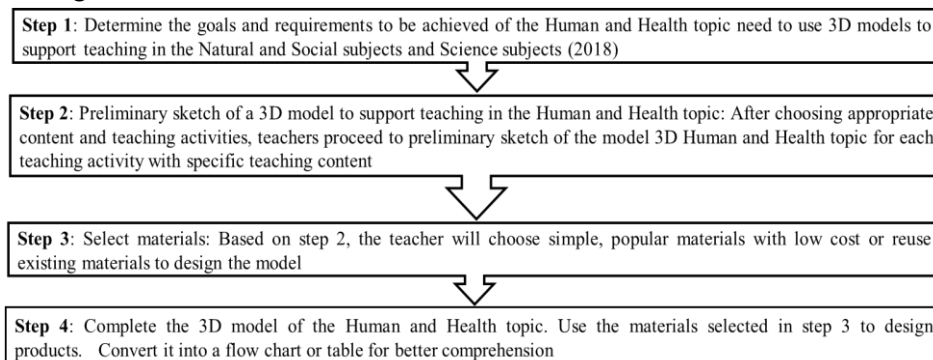 Step 1: Determine the goals and requirements to be achieved of the Human and Health topic need to use 3D models to
support teaching in the Natural and Social subjects and Science subjects (2018)
Step 2: Preliminary sketch of a 3D model to support teaching in the Human and Health topic: After choosing appropriate
content and teaching activities, teachers proceed to preliminary sketch of the model 3D Human and Health topic for each
teaching activity with specific teaching content
Step 3: Select materials: Based on step 2, the teacher will choose simple, popular materials with low cost or reuse
existing materials to design the model
Step 4: Complete the 3D model of the Human and Health topic. Use the materials selected in step 3 to design
products. Convert it into a flow chart or table for better comprehension